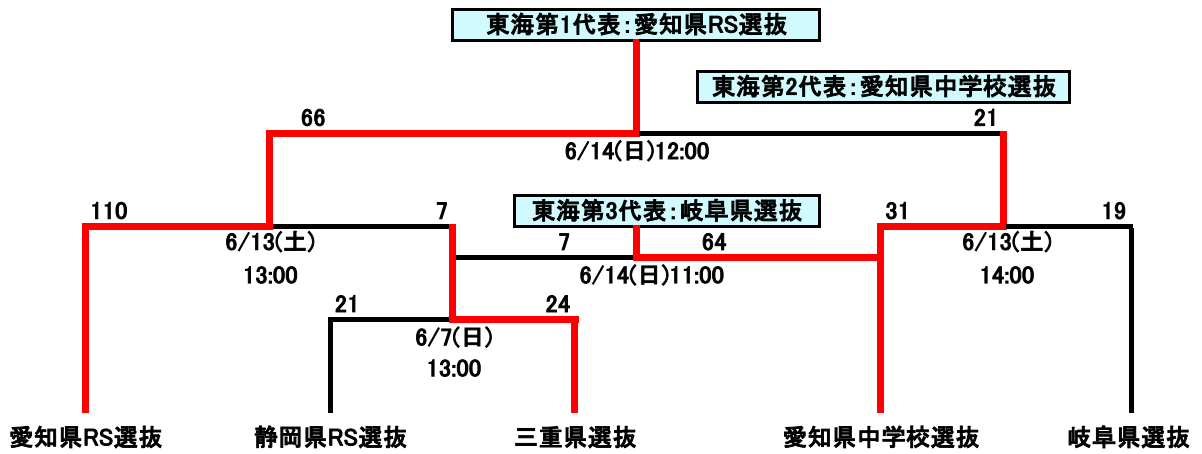 東海第1代表:愛知県RS選抜
東海第2代表:愛知県中学校選抜
66
21
6/14(日)12:00
東海第3代表:岐阜県選抜
110
7
31
19
6/13(土)
13:00
7
64
6/13(土)
14:00
6/14(日)11:00
21
24
6/7(日)
13:00
愛知県RS選抜
静岡県RS選抜
三重県選抜
愛知県中学校選抜
岐阜県選抜